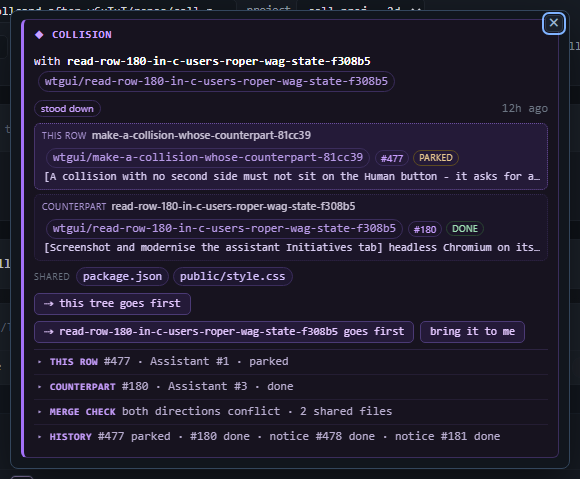 COLLISION
with read-row-180-in-c-users-roper-wag-state-f308b5
wtgui/read-row-180-in-c-users-roper-wag-state-f308b5
stood down 12h ago
THIS ROW make-a-collision-whose-counterpart-81cc39
wtgui/make-a-collision-whose-counterpart-81cc39 #477 PARKED
[A collision with no second side must not sit on the Human button - it asks for a…
COUNTERPART read-row-180-in-c-users-roper-wag-state-f308b5
wtgui/read-row-180-in-c-users-roper-wag-state-f308b5 #180 DONE
[Screenshot and modernise the assistant Initiatives tab] headless Chromium on its…
SHARED package.json public/style.css
→ this tree goes first
→ read-row-180-in-c-users-roper-wag-state-f308b5 goes first bring it to me
THIS ROW #477 · Assistant #1 · parked
COUNTERPART #180 · Assistant #3 · done
MERGE CHECK both directions conflict · 2 shared files
HISTORY #477 parked · #180 done · notice #478 done · notice #181 done